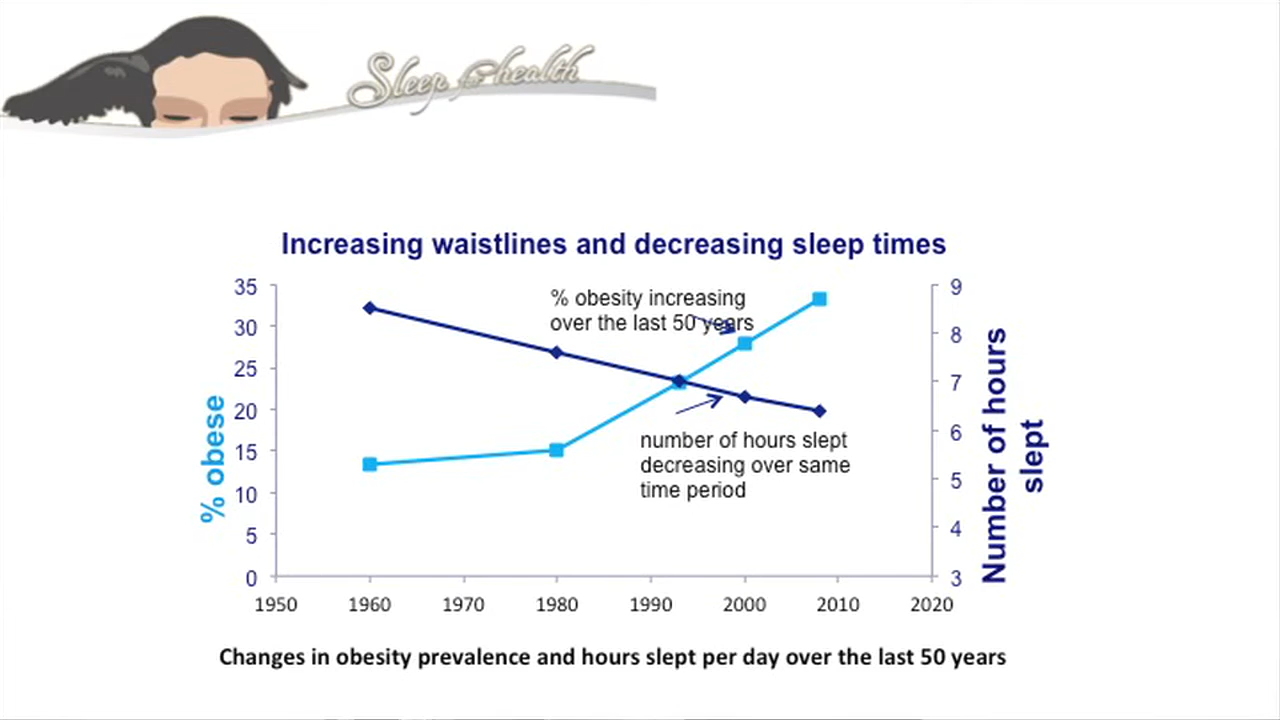 Sleep for health
Increasing waistlines and decreasing sleep times
% obesity increasing
over the last 50 years
number of hours slept
decreasing over same
time period
% obese
35
30
25
20
15
10
5
0
9
8
7
6
5
4
3
Number of hours
slept
1950 1960 1970 1980 1990 2000 2010 2020
Changes in obesity prevalence and hours slept per day over the last 50 years